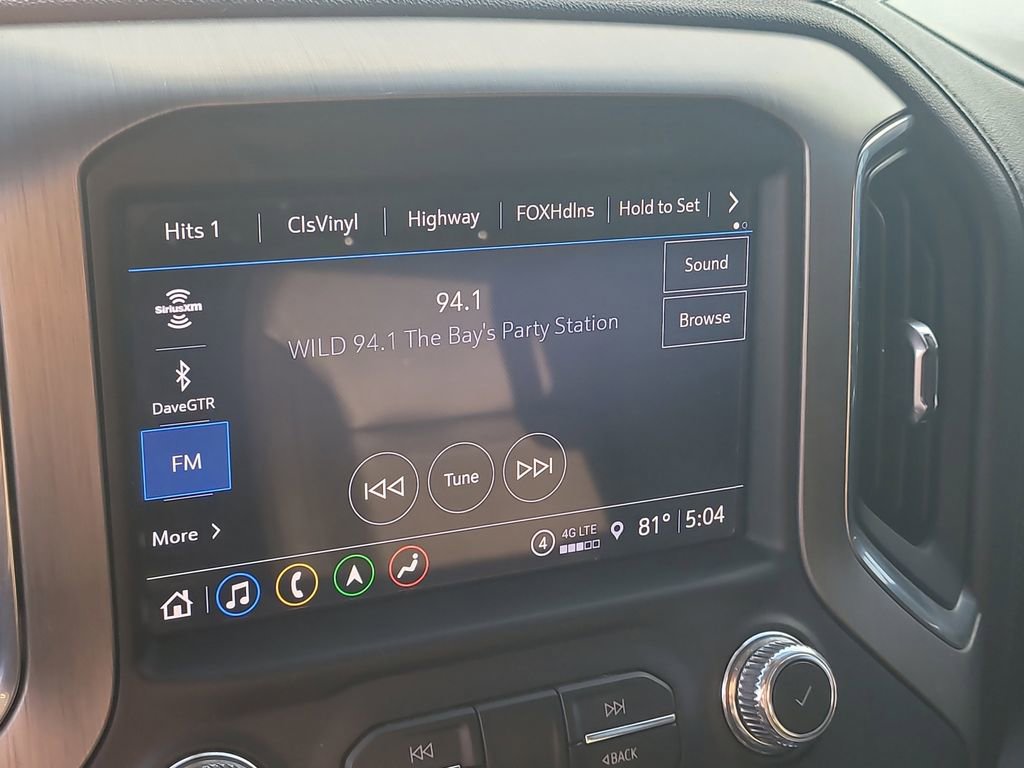 Hits 1
ClsVinyl
Highway
FOXHdlns
Hold to Set
Sound
SiriusXM
94.1
Browse
WILD 94.1 The Bay's Party Station
DaveGTR
FM
Tune
More
4
4G LTE
81°
5:04
BACK